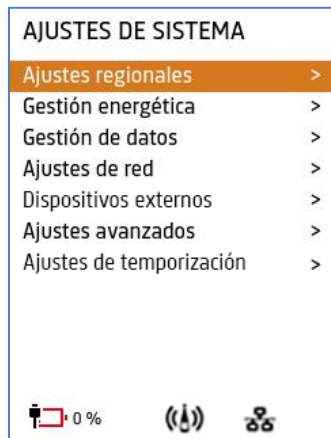 AJUSTES DE SISTEMA
Ajustes regionales >
Gestión energética >
Gestión de datos >
Ajustes de red >
Dispositivos externos >
Ajustes avanzados >
Ajustes de temporización >
0 %